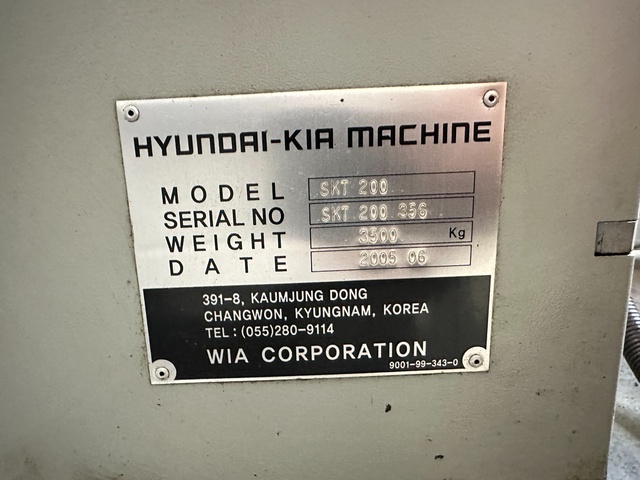 HYUNDAI-KIA MACHINE
MODEL SKT 200
SERIAL NO SKT 200 356
WEIGHT 3500 Kg
DATE 2005 06
391-8, KAUMJUNG DONG
CHANGWON, KYUNGNAM, KOREA
TEL : (055)280-9114
WIA CORPORATION
9001-99-343-0